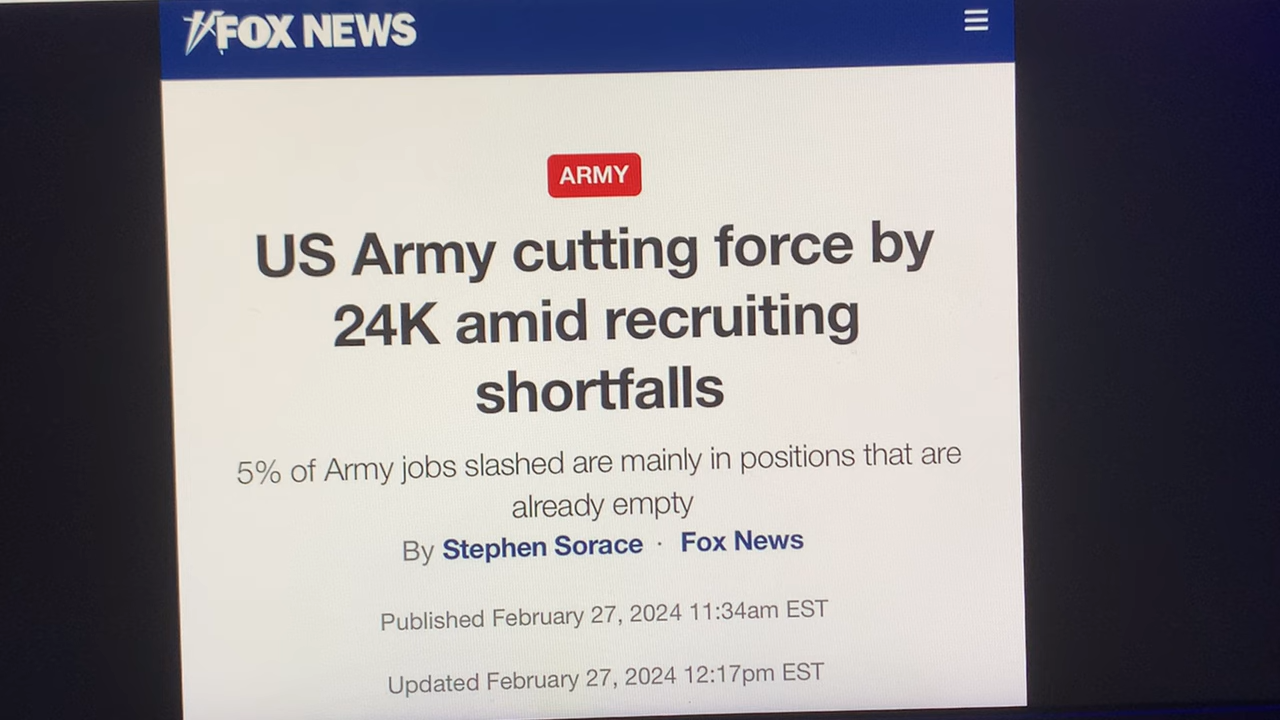 FOX NEWS
ARMY
US Army cutting force by
24K amid recruiting
shortfalls
5% of Army jobs slashed are mainly in positions that are
already empty
By Stephen Sorace · Fox News
Published February 27, 2024 11:34am EST
Updated February 27, 2024 12:17pm EST